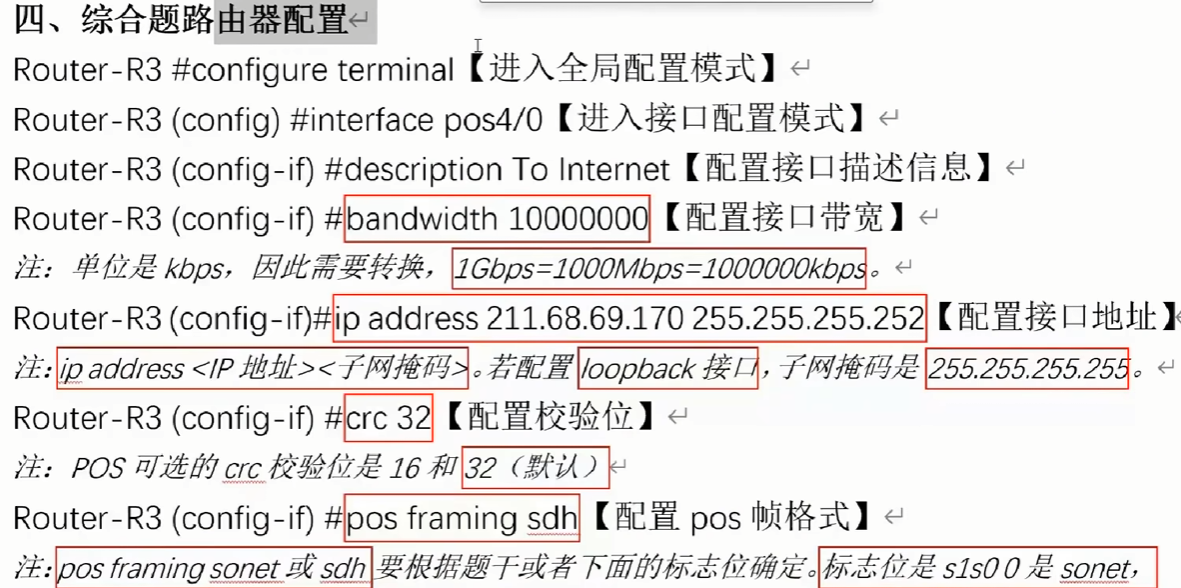 四、综合题路由器配置
Router-R3 #configure terminal【进入全局配置模式】
Router-R3 (config) #interface pos4/0【进入接口配置模式】
Router-R3 (config-if) #description To Internet【配置接口描述信息】
Router-R3 (config-if) #bandwidth 10000000【配置接口带宽】
注：单位是 kbps，因此需要转换，1Gbps=1000Mbps=1000000kbps。
Router-R3 (config-if)#ip address 211.68.69.170 255.255.255.252【配置接口地址】
注：ip address <IP 地址><子网掩码>。若配置 loopback 接口，子网掩码是 255.255.255.255。
Router-R3 (config-if) #crc 32【配置校验位】
注：POS 可选的 crc 校验位是 16 和 32（默认）
Router-R3 (config-if) #pos framing sdh【配置 pos 帧格式】
注：pos framing sonet 或 sdh 要根据题干或者下面的标志位确定。标志位是 s1s0 0 是 sonet，